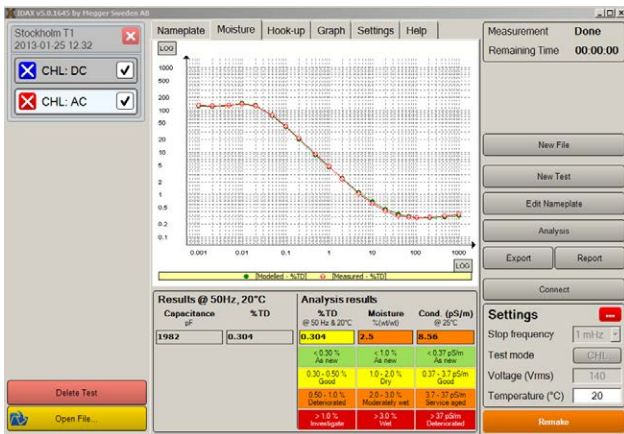 IDAX v5.0.1645 by Megger Sweden AB
Stockholm T1
2013-01-25 12.32
CHL: DC
CHL: AC
Delete Test
Open File...
Nameplate Moisture Hook-up Graph Settings Help
LOG
1000
500
200
100
50
20
10
5
2
1
0.5
0.2
0.1
0.001 0.01 0.1 1 10 100 1000
LOG
[Modelled - %TD] [Measured - %TD]
Results @ 50Hz, 20°C
Capacitance %TD
pF
1982 0.304
Analysis results
%TD Moisture Cond. (pS/m)
@ 50 Hz & 20°C %(wt/wt) @ 25°C
0.304 2.5 8.56
< 0.30 % < 1.0 % < 0.37 pS/m
As new As new As new
0.30 - 0.50 % 1.0 - 2.0 % 0.37 - 3.7 pS/m
Good Dry Good
0.50 - 1.0 % 2.0 - 3.0 % 3.7 - 37 pS/m
Deteriorated Moderately wet Service aged
> 1.0 % > 3.0 % > 37 pS/m
Investigate Wet Deteriorated
Measurement Done
Remaining Time 00:00:00
New File
New Test
Edit Nameplate
Analysis
Export Report
Connect
Settings ...
Stop frequency 1 mHz
Test mode CHL
Voltage (Vrms) 140
Temperature (°C) 20
Remake